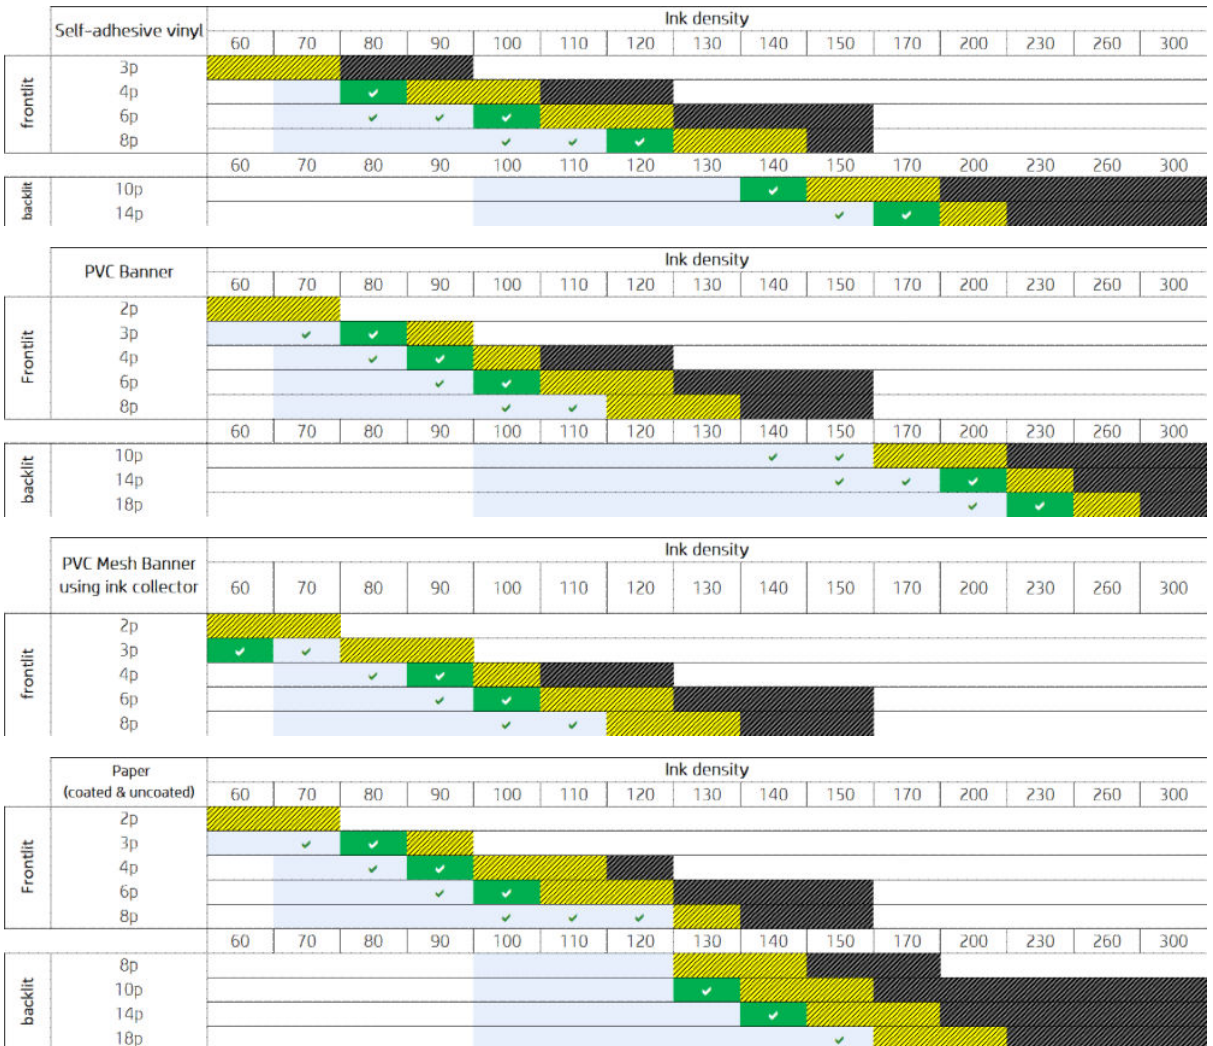 Self-adhesive vinyl Ink density
60 70 80 90 100 110 120 130 140 150 170 200 260 300
frontlit
3p
4p ✓
6p ✓ ✓ ✓
8p ✓ ✓ ✓
60 70 80 90 100 110 120 130 140 150 170 200 230 300
backlit
10p ✓
14p ✓ ✓
PVC Banner Ink density
60 70 80 90 100 110 120 130 140 150 170 200 260 300
Frontlit
2p
3p ✓ ✓
4p ✓ ✓
6p ✓ ✓
8p ✓ ✓
60 70 80 90 100 110 120 130 140 150 170 200 230 300
backlit
10p ✓ ✓
14p ✓ ✓ ✓
18p ✓ ✓
PVC Mesh Banner Ink density
using ink collector 60 70 80 90 100 110 120 130 140 150 170 200 260 300
frontlit
2p
3p ✓ ✓
4p ✓ ✓
6p ✓ ✓
8p ✓ ✓
Paper Ink density
(coated & uncoated) 60 70 80 90 100 110 120 130 140 150 170 200 230 260 300
Frontlit
2p
3p ✓ ✓
4p ✓ ✓
6p ✓ ✓
8p ✓ ✓ ✓
60 70 80 90 100 110 120 130 140 150 170 200 230 300
backlit
8p
10p ✓
14p ✓
18p ✓